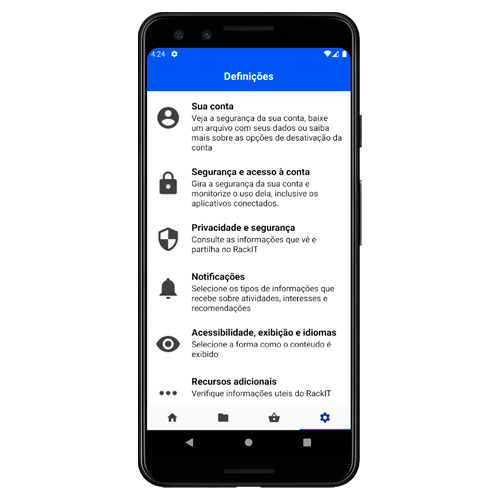 4:24
Definições
Sua conta
Veja a segurança da sua conta, baixe
um arquivo com seus dados ou saiba
mais sobre as opções de desativação da
conta
Segurança e acesso à conta
Gira a segurança da sua conta e
monitorize o uso dela, inclusive os
aplicativos conectados.
Privacidade e segurança
Consulte as informações que vê e
partilha no RackIT
Notificações
Selecione os tipos de informações que
recebe sobre atividades, interesses e
recomendações
Acessibilidade, exibição e idiomas
Selecione a forma como o conteudo é
exibido
Recursos adicionais
Verifique informações uteis do RackIT